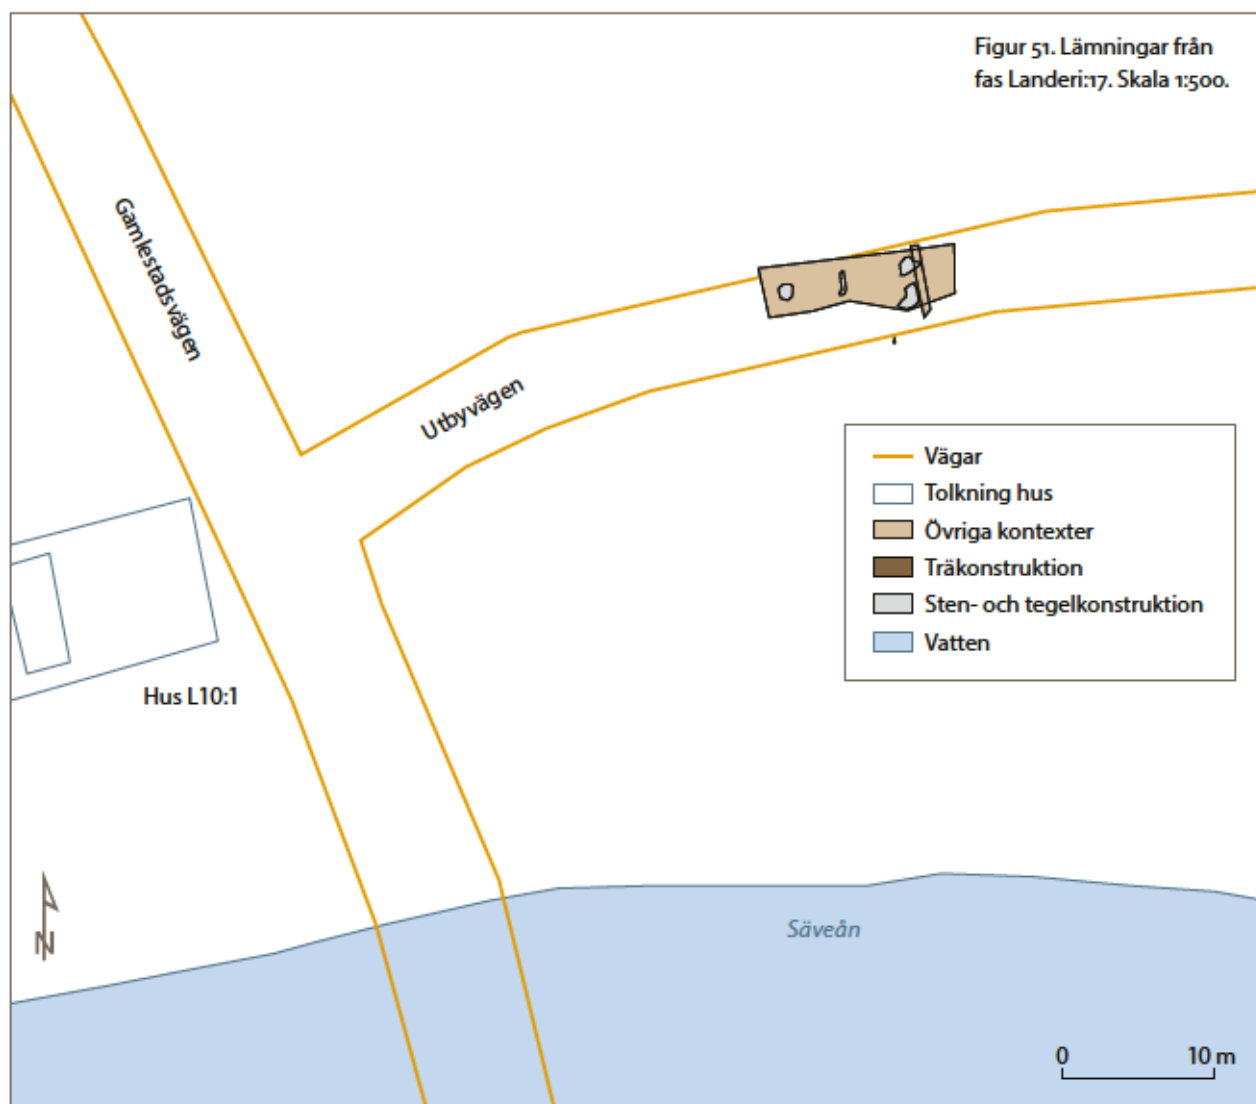 Figur 51. Lämningar från
fas Landeri:17. Skala 1:500.
Gamlestadsvägen
Utbyvägen
Vägar
Tolkning hus
Övriga kontexter
Träkonstruktion
Sten- och tegelkonstruktion
Vatten
Hus L10:1
N
Säveån
0 10 m